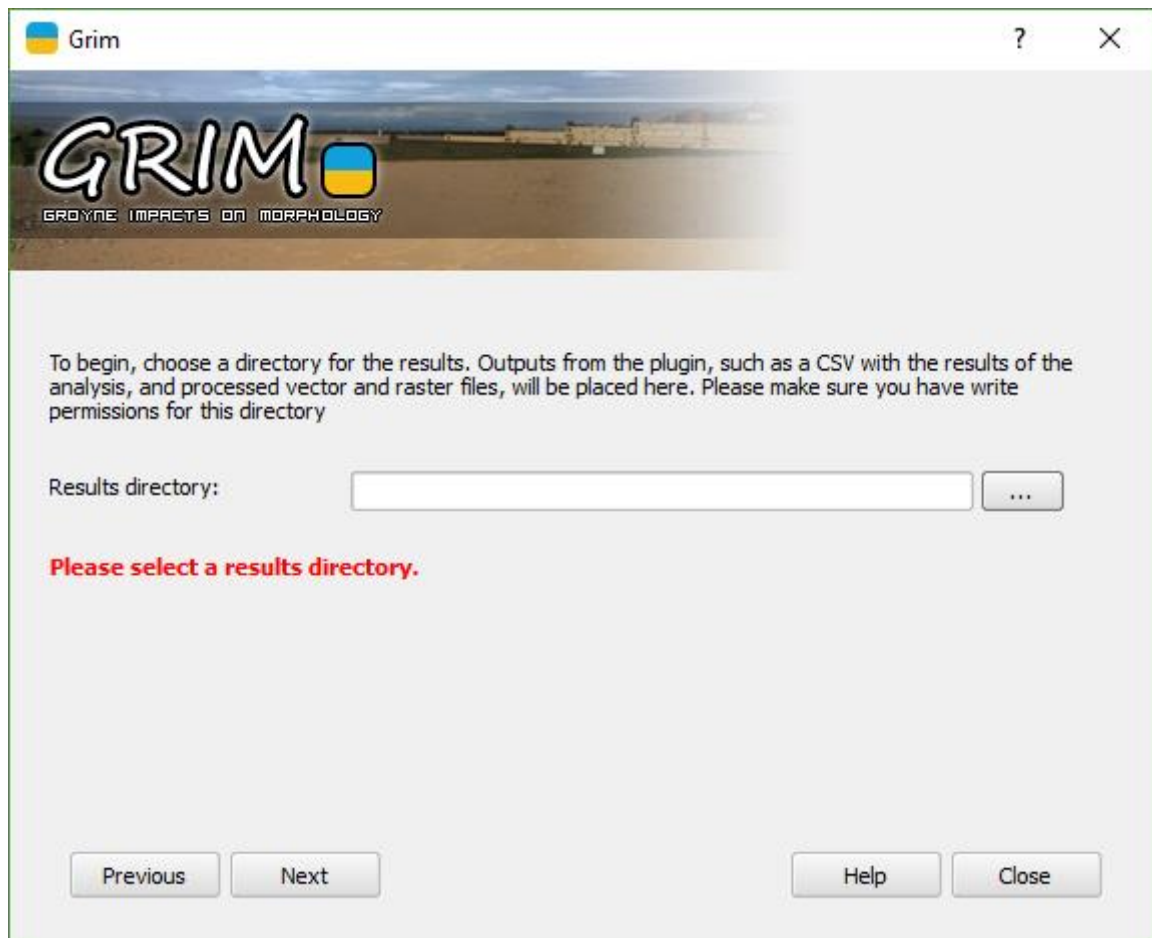 Grim
?
GRIM
GROYNE IMPACTS ON MORPHOLOGY
To begin, choose a directory for the results. Outputs from the plugin, such as a CSV with the results of the
analysis, and processed vector and raster files, will be placed here. Please make sure you have write
permissions for this directory
Results directory:
...
Please select a results directory.
Previous Next Help Close